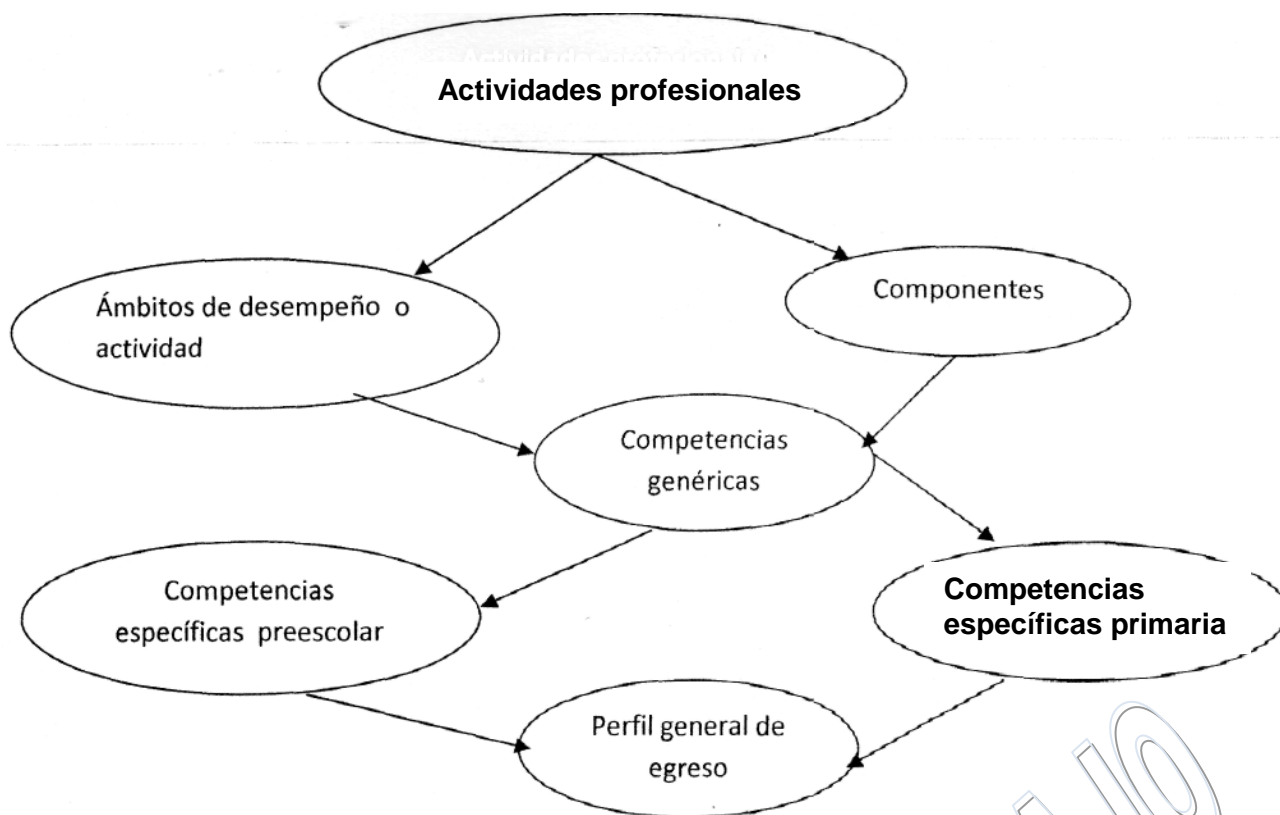 Actividades profesionales
Ámbitos de desempeño o
actividad
Componentes
Competencias
genéricas
Competencias
específicas preescolar
Competencias
específicas primaria
Perfil general de
egreso